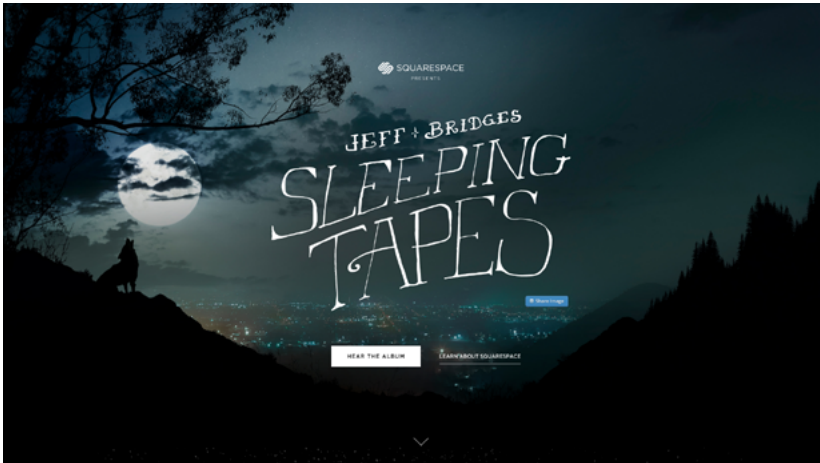 SQUARESPACE
PRESENTS
JEFF BRIDGES
SLEEPING
TAPES
Share Image
HEAR THE ALBUM
LEARN ABOUT SQUARESPACE